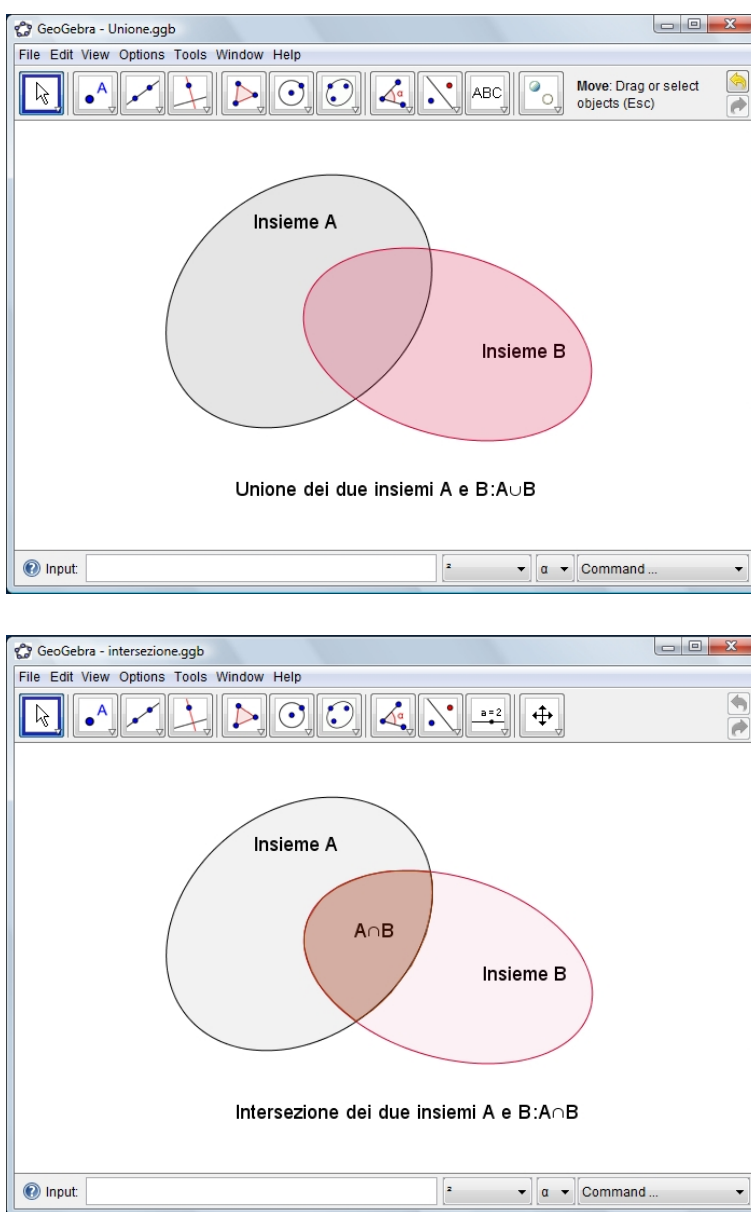 GeoGebra - Unione.ggb
File Edit View Options Tools Window Help
A
α
ABC
Move: Drag or select
objects (Esc)
Insieme A
Insieme B
Unione dei due insiemi A e B:A∪B
Input:
²
α
Command ...
GeoGebra - intersezione.ggb
File Edit View Options Tools Window Help
A
α
a=2
Insieme A
A∩B
Insieme B
Intersezione dei due insiemi A e B:A∩B
Input:
²
α
Command ...